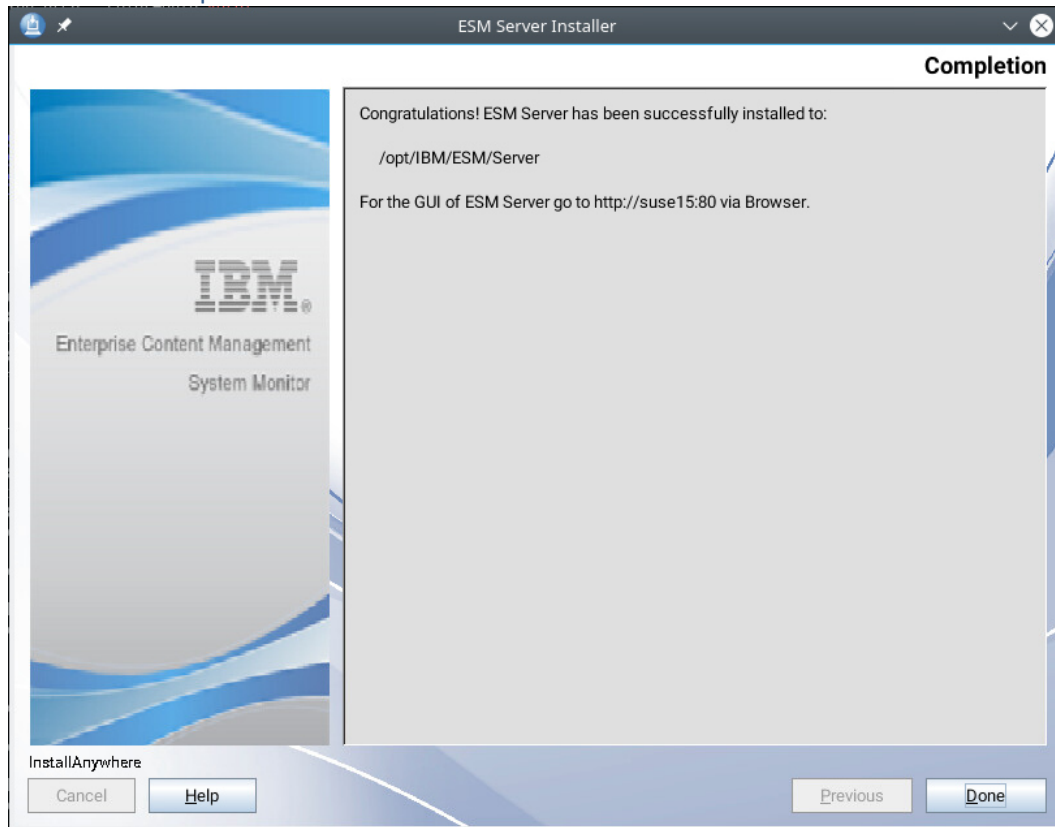 ESM Server Installer
Completion
Congratulations! ESM Server has been successfully installed to:
/opt/IBM/ESM/Server
For the GUI of ESM Server go to http://suse15:80 via Browser.
IBM®
Enterprise Content Management
System Monitor
InstallAnywhere
Cancel
Help
Previous
Done